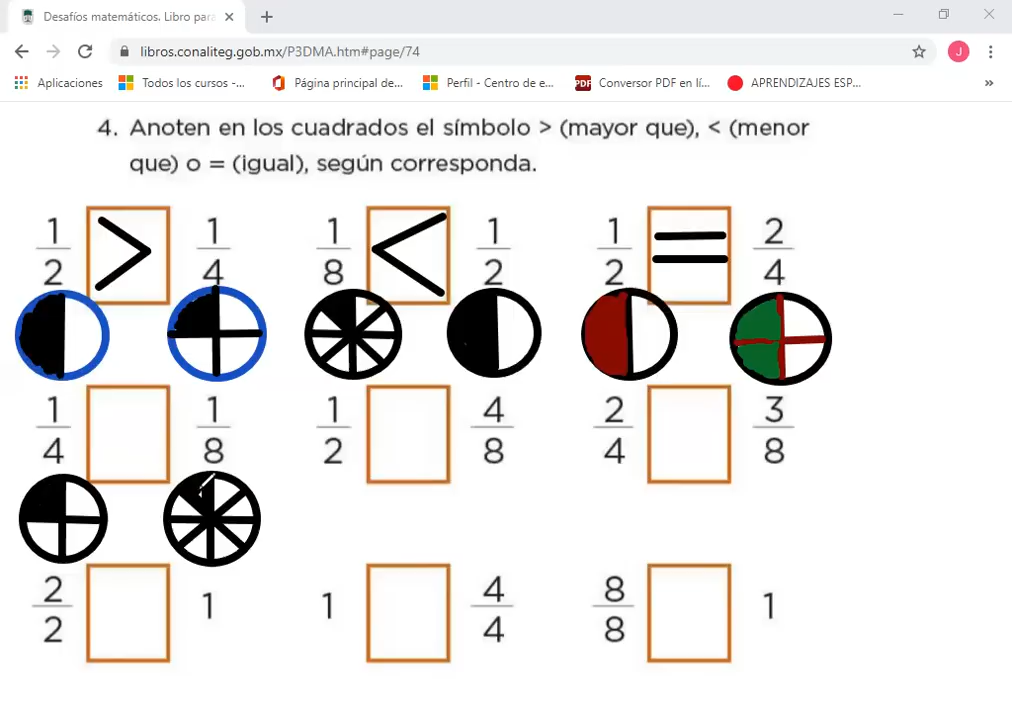 Desafíos matemáticos. Libro para
libros.conaliteg.gob.mx/P3DMA.htm#page/74
J
Aplicaciones Todos los cursos -... Página principal de... Perfil - Centro de e... PDF Conversor PDF en lí... APRENDIZAJES ESP... »
4. Anoten en los cuadrados el símbolo > (mayor que), < (menor
que) o = (igual), según corresponda.
1/2 > 1/4 1/8 < 1/2 1/2 = 2/4
1/4 1/8 1/2 4/8 2/4 3/8
2/2 1 1 4/4 8/8 1